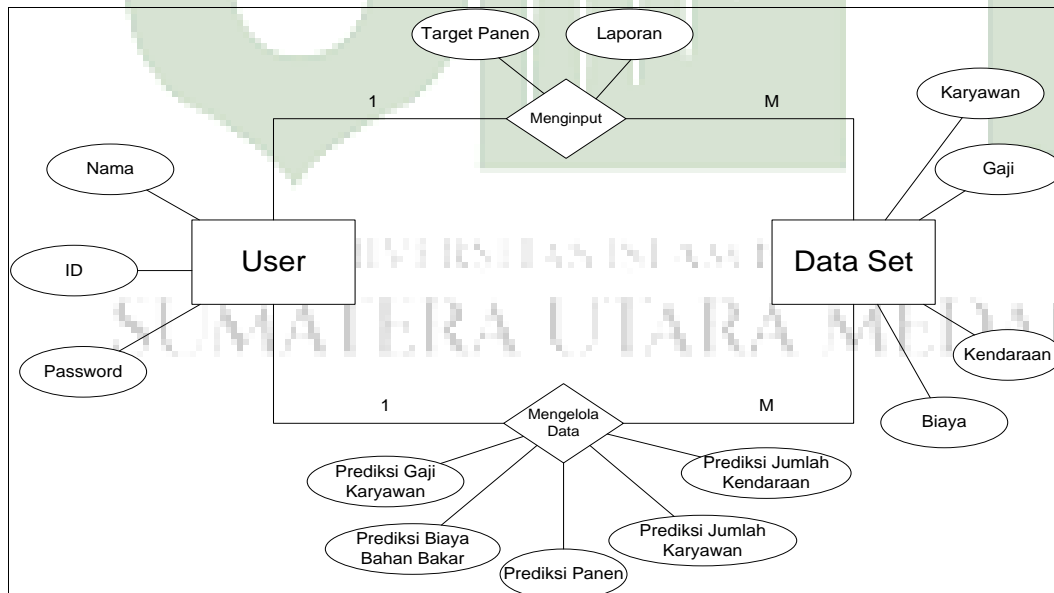 Target Panen
Laporan
1
Menginput
M
Karyawan
Nama
Gaji
ID
User
Data Set
SUMATERA UTARA MEDA
Password
Kendaraan
1
Mengelola
Data
M
Biaya
Prediksi Gaji
Karyawan
Prediksi Jumlah
Kendaraan
Prediksi Biaya
Bahan Bakar
Prediksi Jumlah
Karyawan
Prediksi Panen